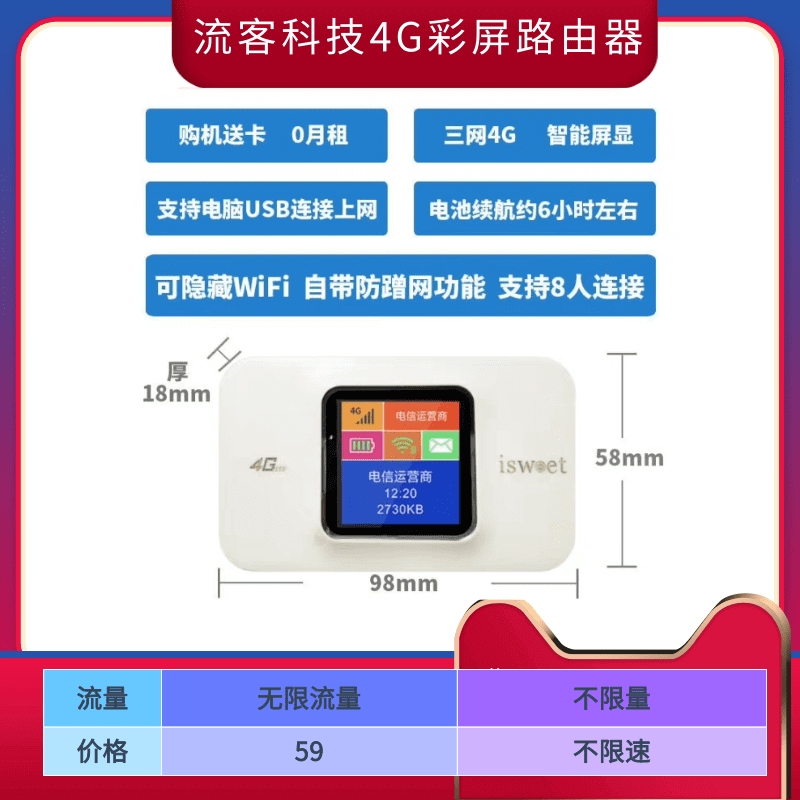 流客科技4G彩屏路由器
购机送卡 0月租
三网4G 智能屏显
支持电脑USB连接上网
电池续航约6小时左右
可隐藏WiFi 自带防蹭网功能 支持8人连接
厚
18mm
4G
电信运营商
4G
isweet
电信运营商
12:20
2730KB
58mm
98mm
流量 无限流量 不限量
价格 59 不限速